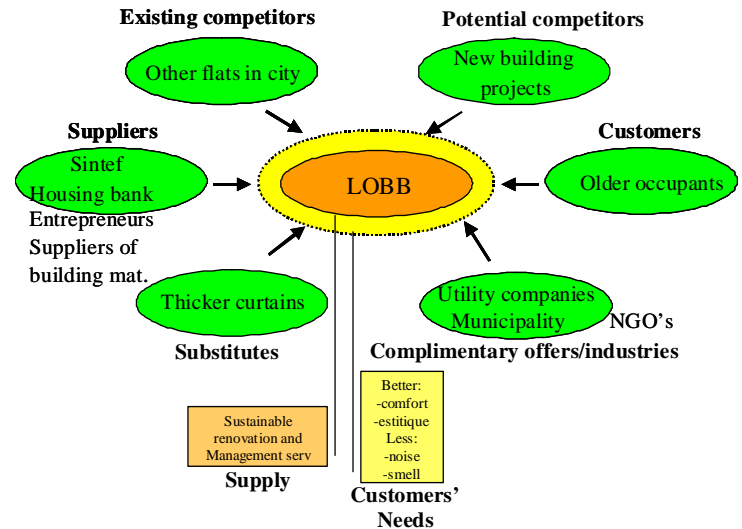 Existing competitors
Other flats in city
Potential competitors
New building
projects
Suppliers
Sintef
Housing bank
Entrepreneurs
Suppliers of
building mat.
LOBB
Customers
Older occupants
Thicker curtains
Substitutes
Utility companies
Municipality
NGO's
Complimentary offers/industries
Sustainable
renovation and
Management serv
Supply
Better:
-comfort
-estitique
Less:
-noise
-smell
Customers'
Needs